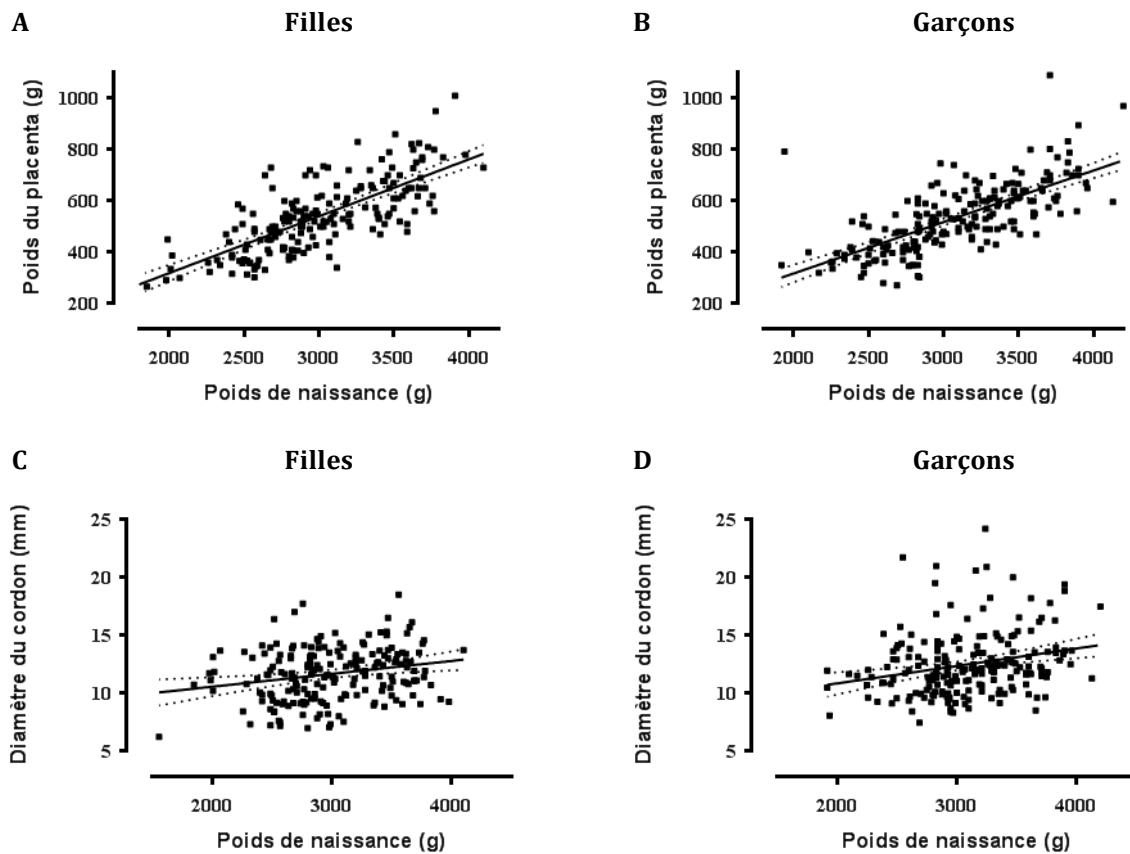 A Filles
B Garçons
Poids du placenta (g)
1000
800
600
400
200
2000 2500 3000 3500 4000
Poids de naissance (g)
Poids du placenta (g)
1000
800
600
400
200
2000 2500 3000 3500 4000
Poids de naissance (g)
C Filles
D Garçons
Diamètre du cordon (mm)
25
20
15
10
5
2000 3000 4000
Poids de naissance (g)
Diamètre du cordon (mm)
25
20
15
10
5
2000 3000 4000
Poids de naissance (g)